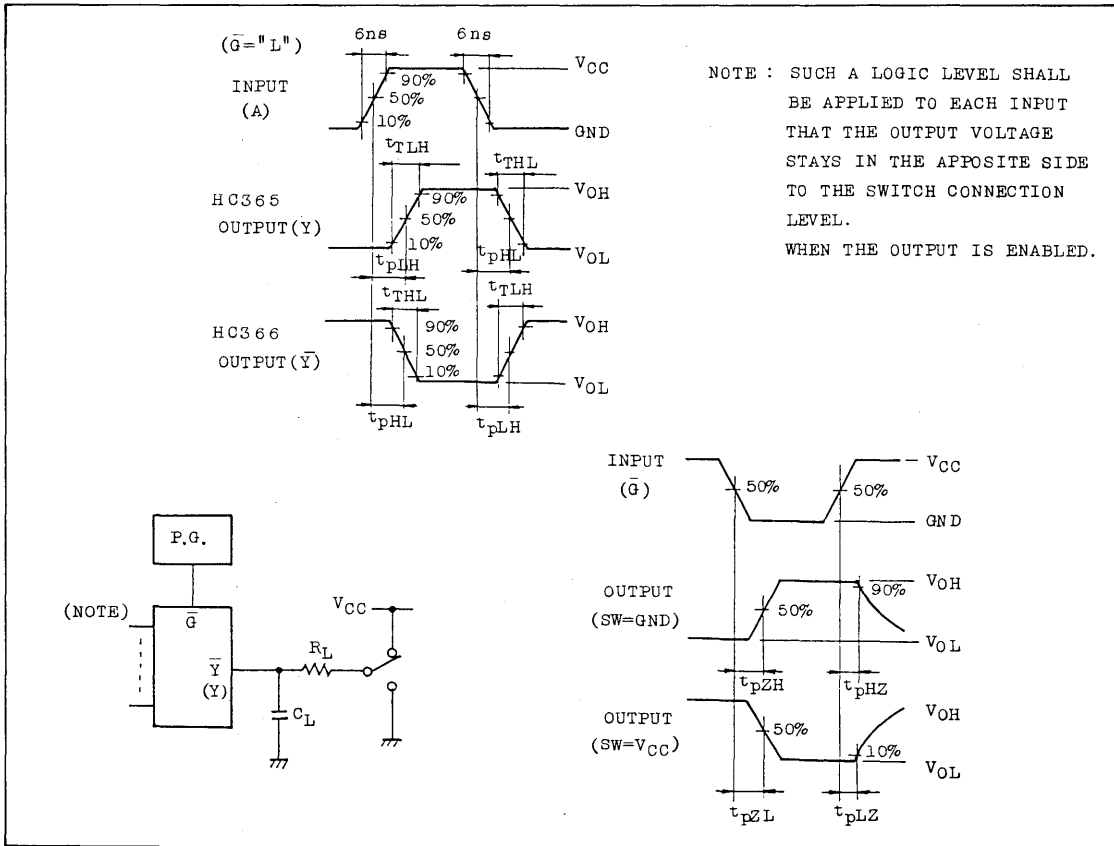 (G̅="L")
INPUT
(A)
6ns
6ns
90%
50%
10%
VCC
GND
HC365
OUTPUT(Y)
tTLH
tTHL
90%
50%
10%
VOH
VOL
tpLH
tpHL
HC366
OUTPUT(Y̅)
tTHL
tTLH
90%
50%
10%
VOH
VOL
tpHL
tpLH
NOTE : SUCH A LOGIC LEVEL SHALL
BE APPLIED TO EACH INPUT
THAT THE OUTPUT VOLTAGE
STAYS IN THE APPOSITE SIDE
TO THE SWITCH CONNECTION
LEVEL.
WHEN THE OUTPUT IS ENABLED.
P.G.
(NOTE)
G̅
Y̅
(Y)
RL
CL
VCC
INPUT
(G̅)
50%
50%
VCC
GND
OUTPUT
(SW=GND)
50%
90%
VOH
VOL
tpZH
tpHZ
OUTPUT
(SW=VCC)
50%
10%
VOH
VOL
tpZL
tpLZ